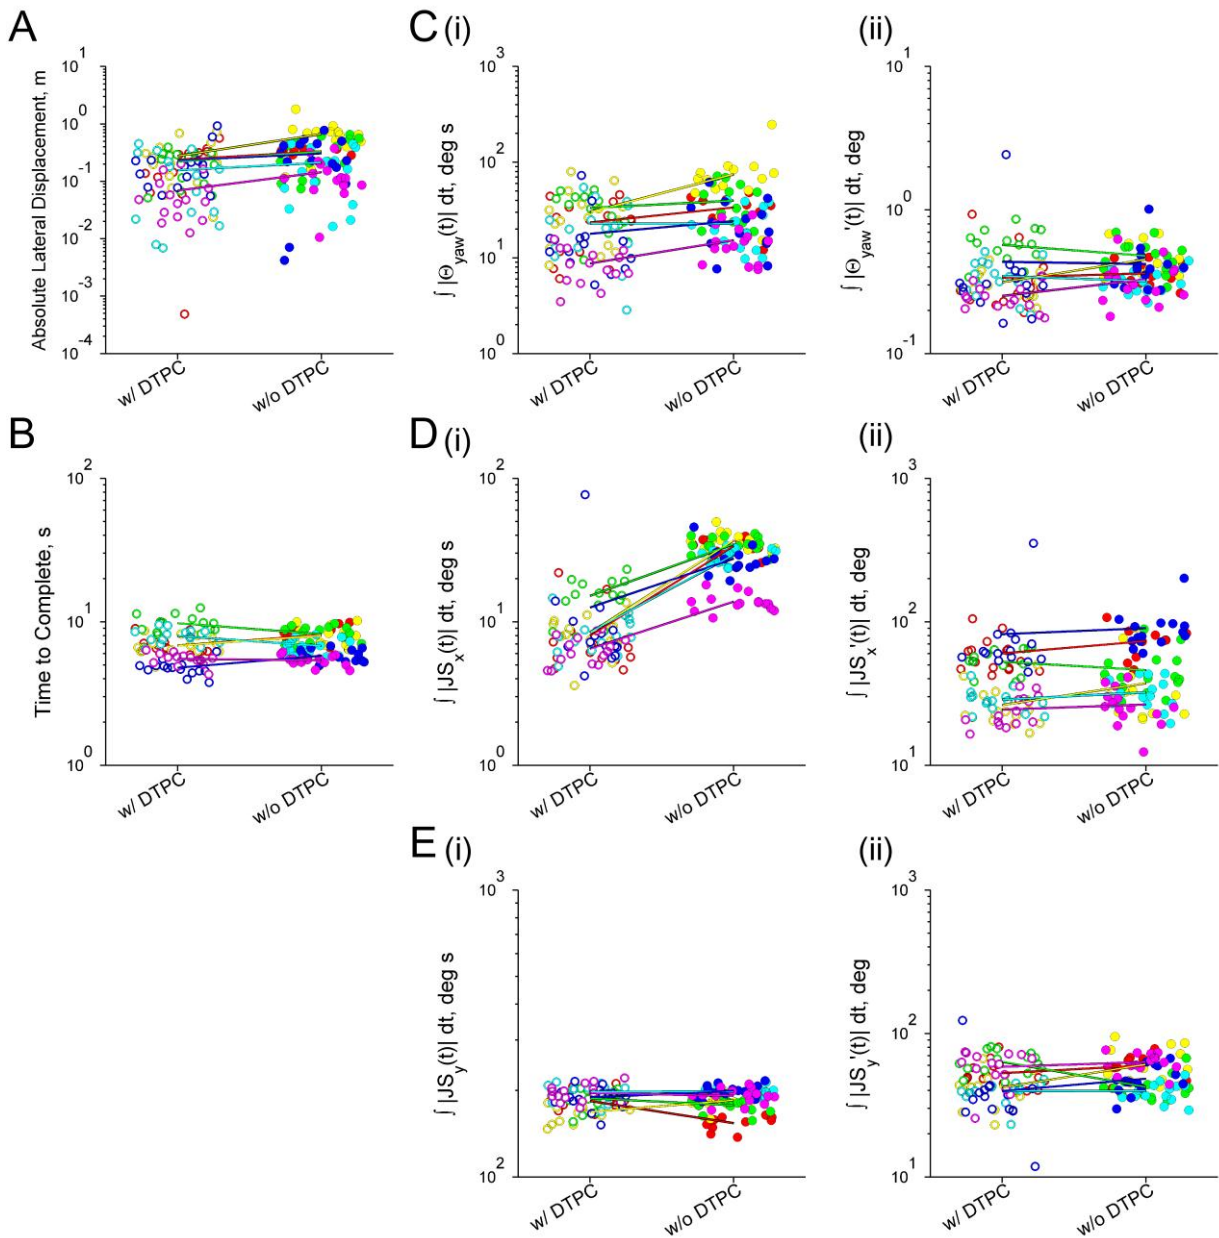 A
C (i)
(ii)
Absolute Lateral Displacement, m
10^1
10^0
10^-1
10^-2
10^-3
10^-4
w/ DTPC
w/o DTPC
∫ |Θ_yaw(t)| dt, deg s
10^3
10^2
10^1
10^0
w/ DTPC
w/o DTPC
∫ |Θ_yaw'(t)| dt, deg
10^1
10^0
10^-1
w/ DTPC
w/o DTPC
B
D (i)
(ii)
Time to Complete, s
10^2
10^1
10^0
w/ DTPC
w/o DTPC
∫ |JS_x(t)| dt, deg s
10^2
10^1
10^0
w/ DTPC
w/o DTPC
∫ |JS_x'(t)| dt, deg
10^3
10^2
10^1
w/ DTPC
w/o DTPC
E (i)
(ii)
∫ |JS_y(t)| dt, deg s
10^3
10^2
w/ DTPC
w/o DTPC
∫ |JS_y'(t)| dt, deg
10^3
10^2
10^1
w/ DTPC
w/o DTPC